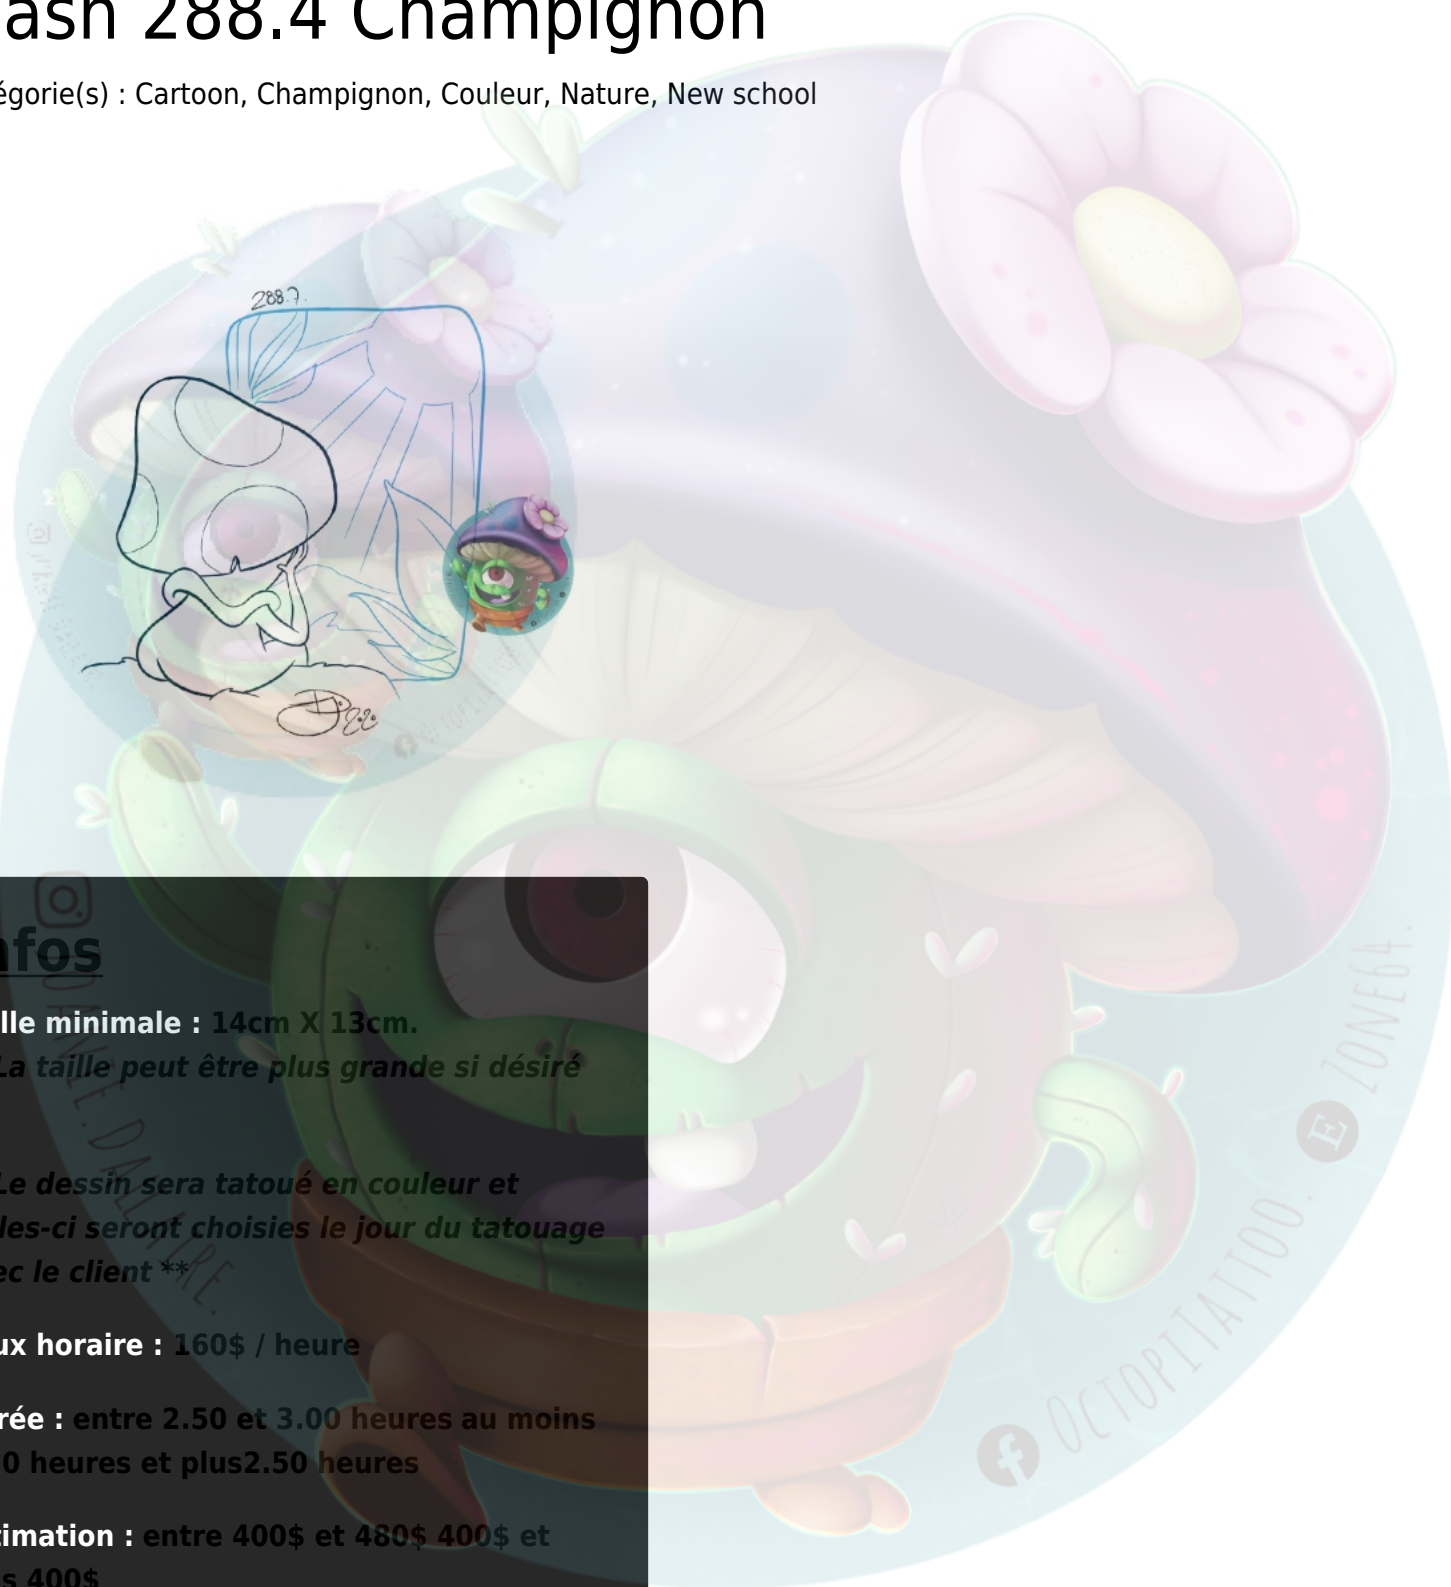 ash 288.4 Champignon
égorie(s) : Cartoon, Champignon, Couleur, Nature, New school
288.7.
nfos
lle minimale : 14cm X 13cm.
La taille peut être plus grande si désiré
Le dessin sera tatoué en couleur et
les-ci seront choisies le jour du tatouage
ec le client **
ux horaire : 160$ / heure
rée : entre 2.50 et 3.00 heures au moins
0 heures et plus2.50 heures
timation : entre 400$ et 480$ 400$ et
s 400$
ZONE64.
OCTOPITATTOO.